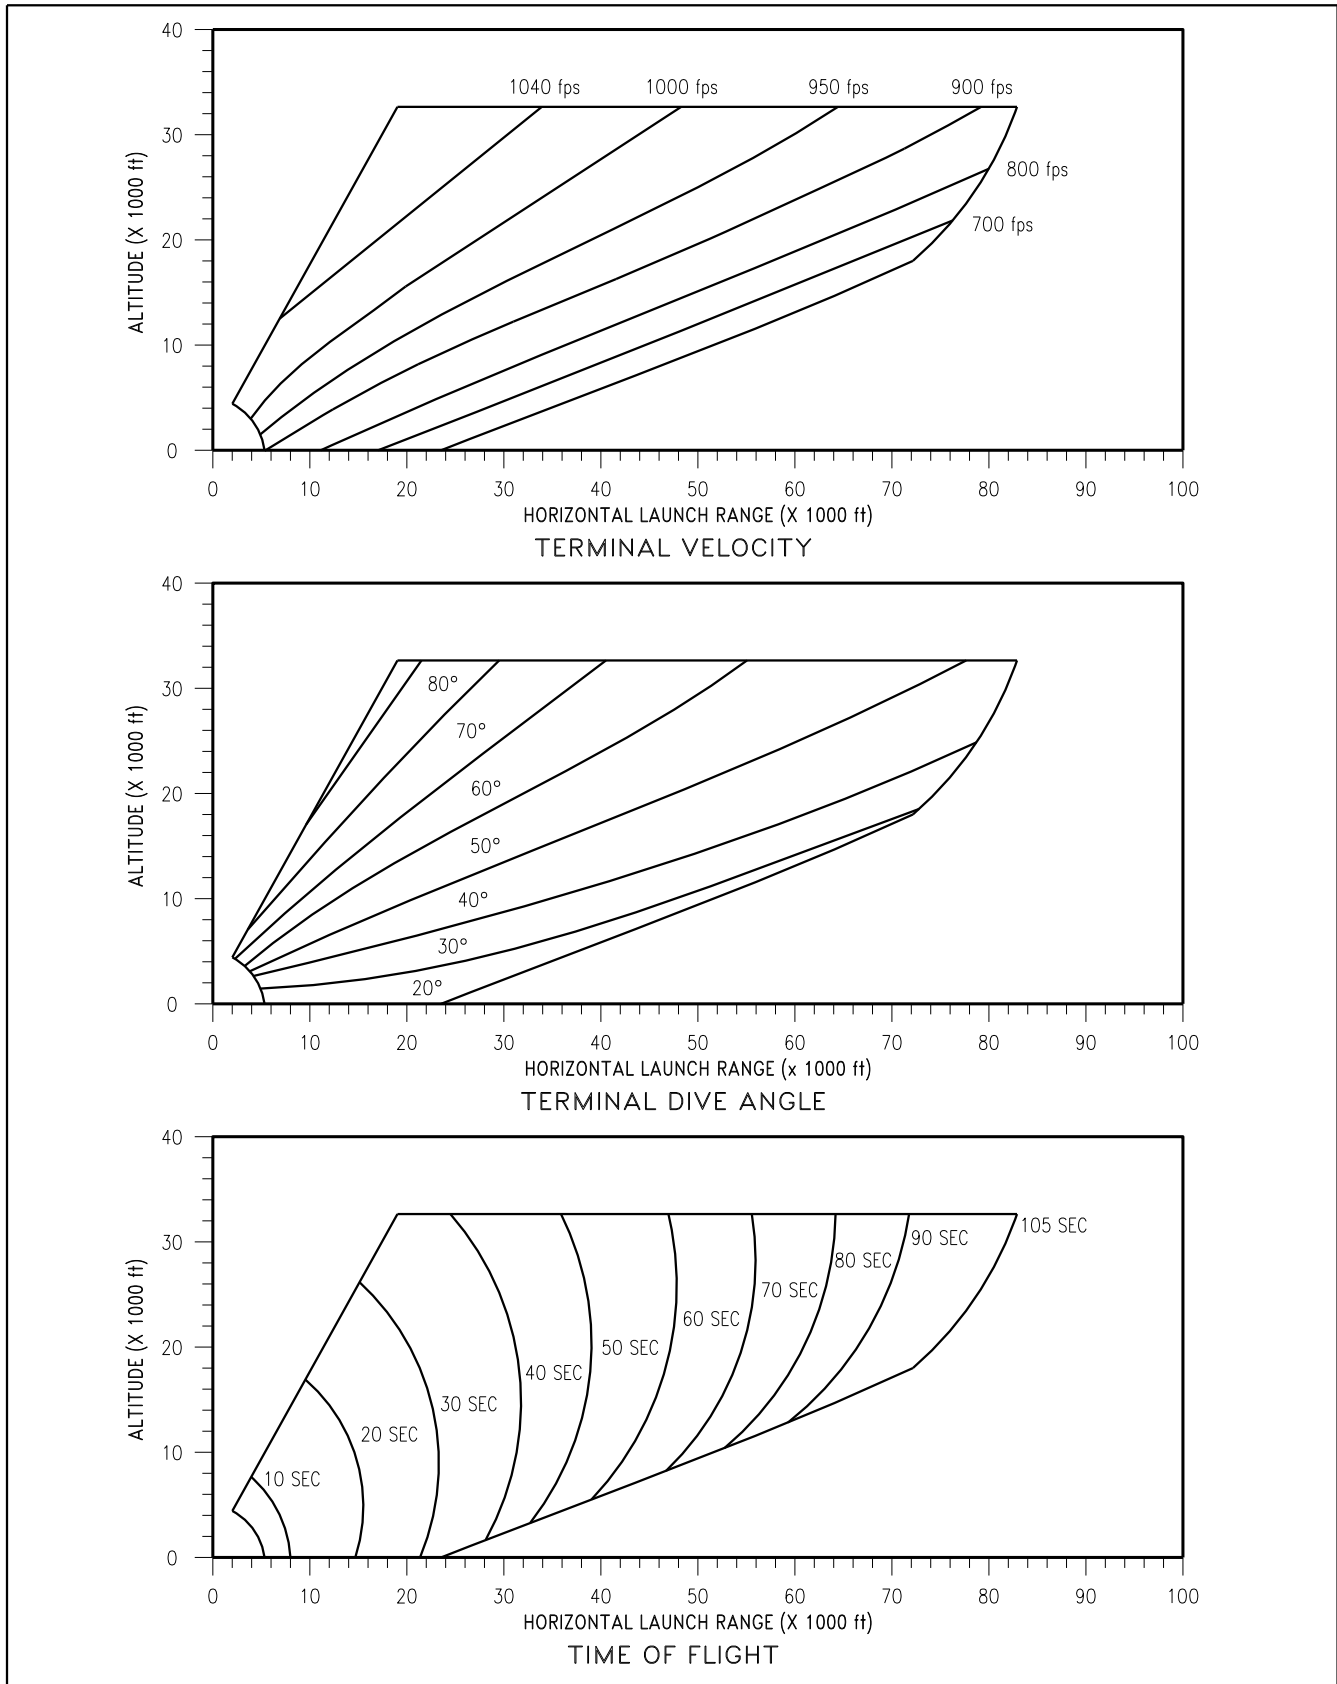 40
1040 fps 1000 fps 950 fps 900 fps
30
800 fps
700 fps
20
10
0
ALTITUDE (X 1000 ft)
0 10 20 30 40 50 60 70 80 90 100
HORIZONTAL LAUNCH RANGE (X 1000 ft)
TERMINAL VELOCITY
40
80°
30
70°
60°
20
50°
40°
10
30°
20°
0
ALTITUDE (X 1000 ft)
0 10 20 30 40 50 60 70 80 90 100
HORIZONTAL LAUNCH RANGE (x 1000 ft)
TERMINAL DIVE ANGLE
40
105 SEC
90 SEC
30
80 SEC
70 SEC
60 SEC
20
50 SEC
40 SEC
30 SEC
20 SEC
10
10 SEC
0
ALTITUDE (X 1000 ft)
0 10 20 30 40 50 60 70 80 90 100
HORIZONTAL LAUNCH RANGE (X 1000 ft)
TIME OF FLIGHT